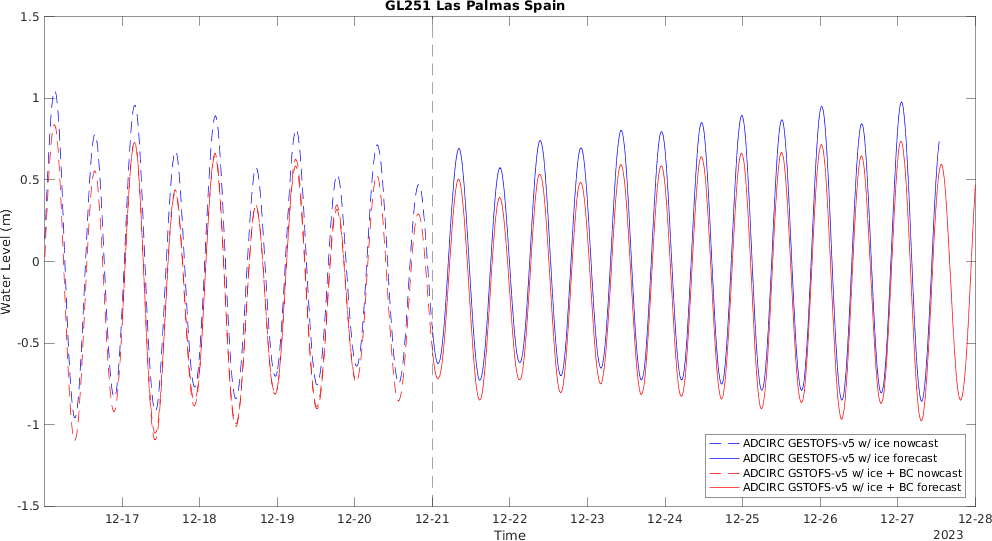 GL251 Las Palmas Spain
1.5
1
0.5
0
-0.5
-1
-1.5
Water Level (m)
ADCIRC GESTOFS-v5 w/ ice nowcast
ADCIRC GESTOFS-v5 w/ ice forecast
ADCIRC GSTOFS-v5 w/ ice + BC nowcast
ADCIRC GSTOFS-v5 w/ ice + BC forecast
12-17 12-18 12-19 12-20 12-21 12-22 12-23 12-24 12-25 12-26 12-27 12-28
Time
2023